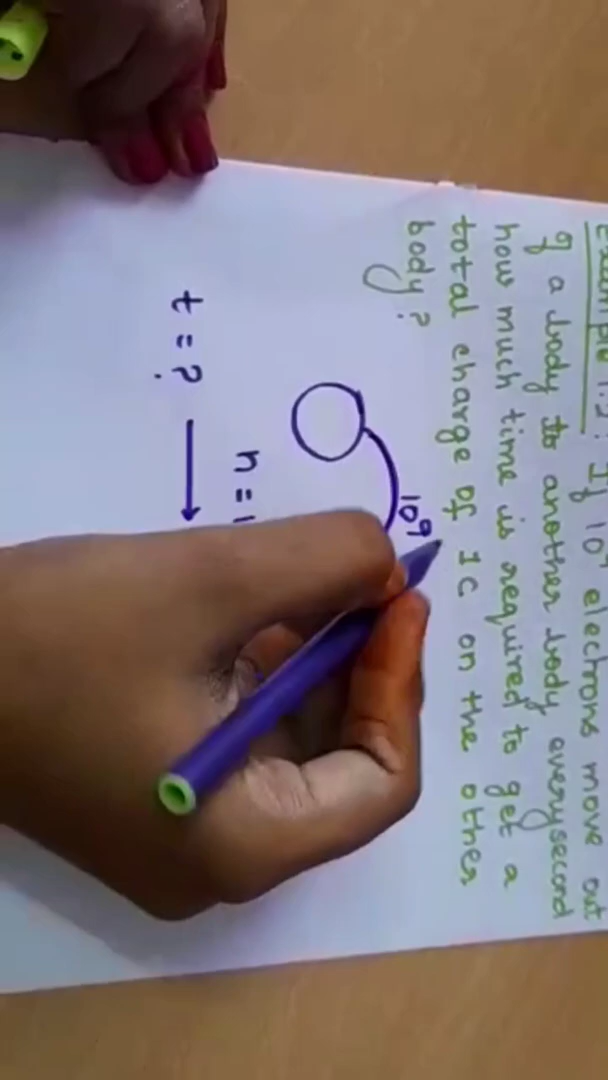 If 10⁹ electrons move out
of a body to another body every second
how much time is required to get a
total charge of 1C on the other
body?
10⁹
n = 1
t = ?